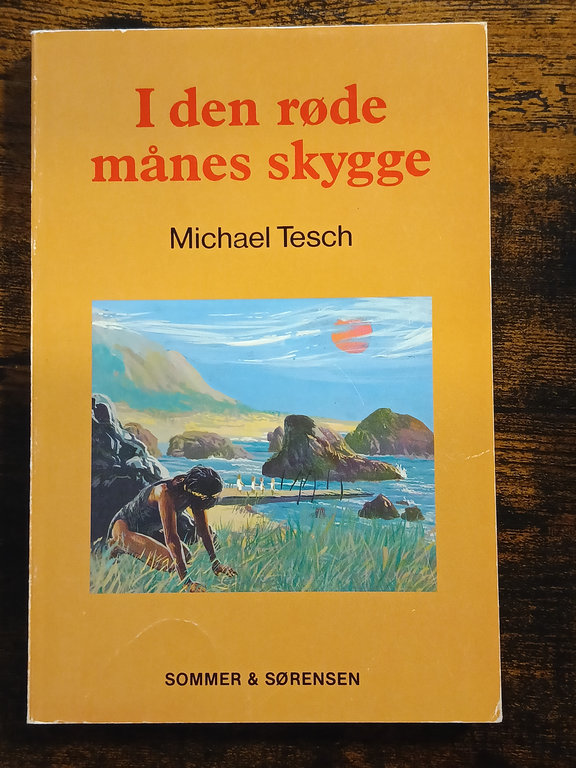 I den røde
månes skygge
Michael Tesch
SOMMER & SØRENSEN